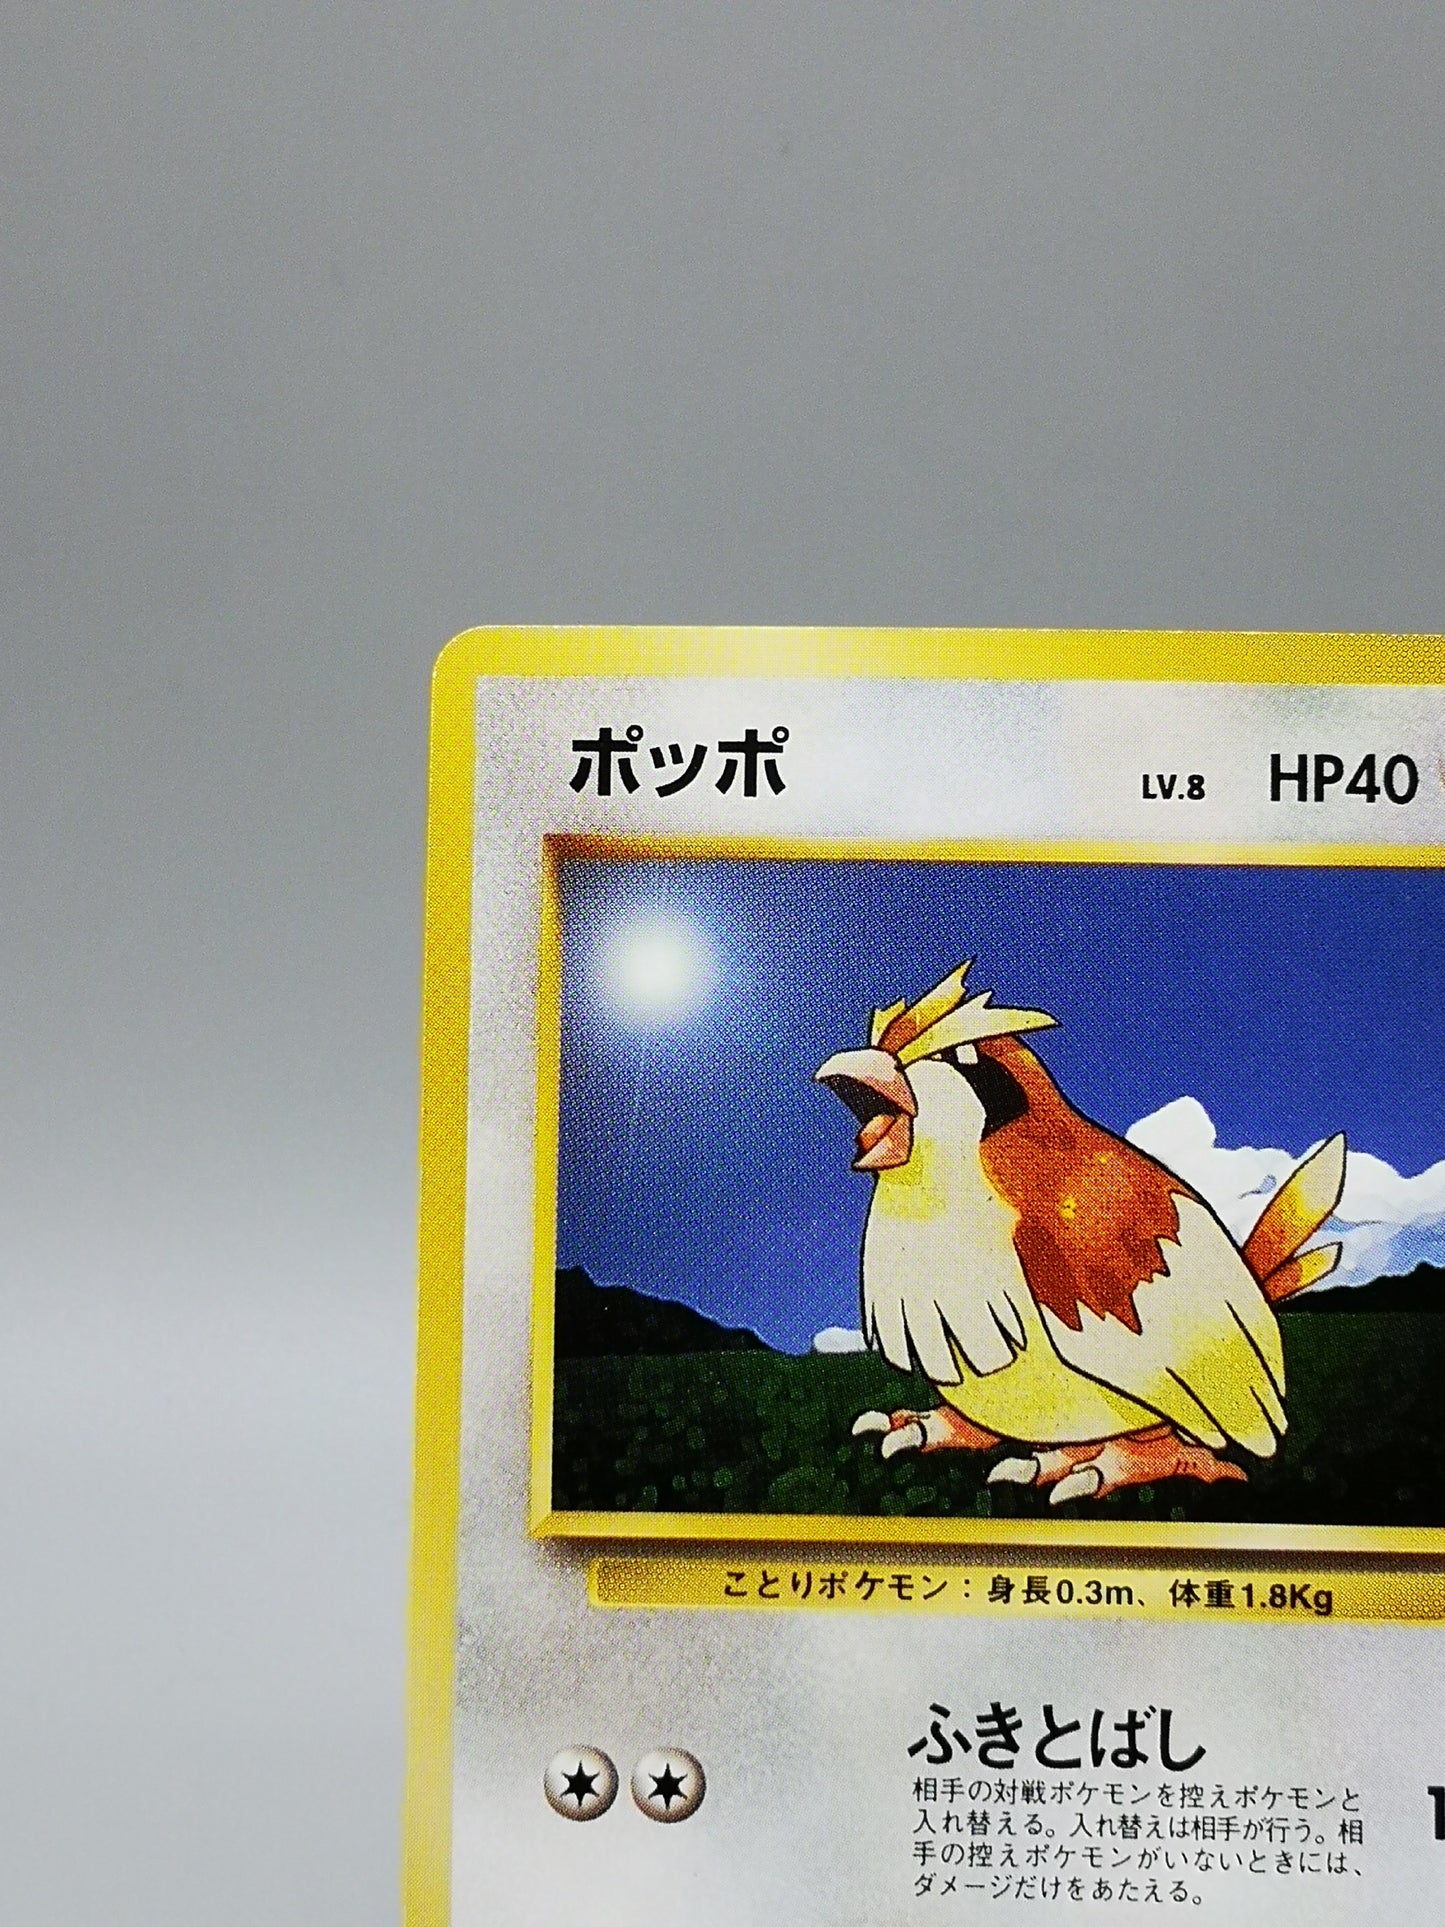 ポッポ LV.8 HP40
ことりポケモン：身長0.3m、体重1.8Kg
ふきとばし
相手の対戦ポケモンを控えポケモンと
入れ替える。入れ替えは相手が行う。相
手の控えポケモンがいないときには、
ダメージだけをあたえる。